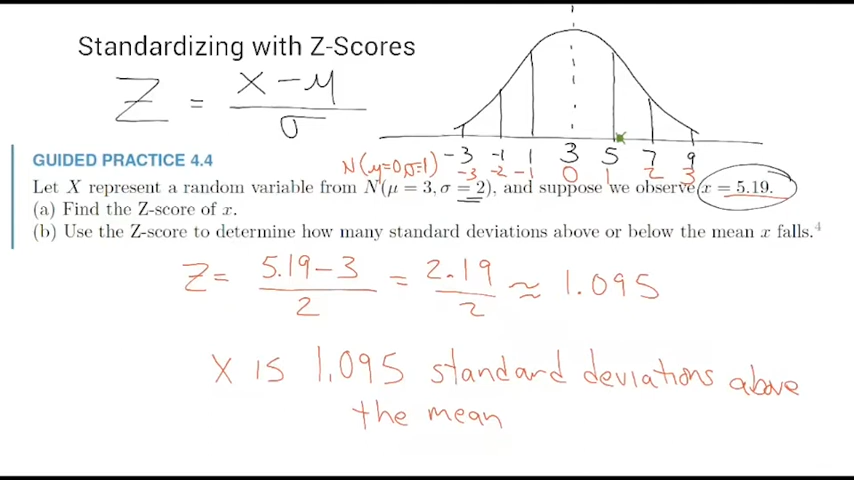 Standardizing with Z-Scores
Z = x - μ / σ
-3 -1 1 3 5 7 9
N(μ=0,σ=1) -3 -2 -1 0 1 2 3
GUIDED PRACTICE 4.4
Let X represent a random variable from N(μ = 3, σ = 2), and suppose we observe x = 5.19.
(a) Find the Z-score of x.
(b) Use the Z-score to determine how many standard deviations above or below the mean x falls.4
Z = 5.19-3 / 2 = 2.19 / 2 ≈ 1.095
X is 1.095 standard deviations above
the mean